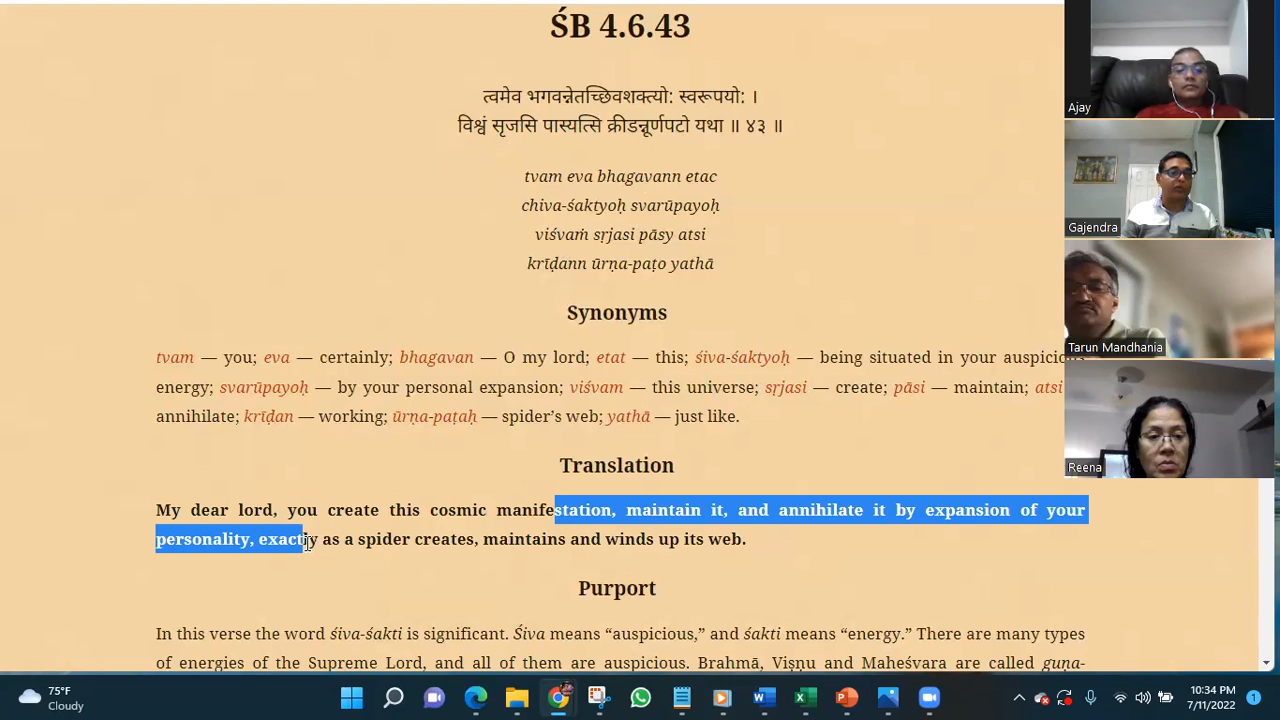 ŚB 4.6.43
त्वमेव भगवन्नेतच्छिवशक्त्यो: स्वरूपयो: ।
विश्वं सृजसि पास्यत्सि क्रीडन्नूर्णपटो यथा ॥ ४३ ॥
tvam eva bhagavann etac
chiva-śaktyoḥ svarūpayoḥ
viśvaṁ sṛjasi pāsy atsi
krīḍann ūrṇa-paṭo yathā
Synonyms
tvam — you; eva — certainly; bhagavan — O my lord; etat — this; śiva-śaktyoḥ — being situated in your auspicious
energy; svarūpayoḥ — by your personal expansion; viśvam — this universe; sṛjasi — create; pāsi — maintain; atsi
annihilate; krīḍan — working; ūrṇa-paṭaḥ — spider’s web; yathā — just like.
Translation
My dear lord, you create this cosmic manifestation, maintain it, and annihilate it by expansion of your
personality, exactly as a spider creates, maintains and winds up its web.
Purport
In this verse the word śiva-śakti is significant. Śiva means “auspicious,” and śakti means “energy.” There are many types
of energies of the Supreme Lord, and all of them are auspicious. Brahmā, Viṣṇu and Maheśvara are called guṇa-
Ajay
Gajendra
Tarun Mandhania
Reena
75°F
Cloudy
10:34 PM
7/11/2022
1